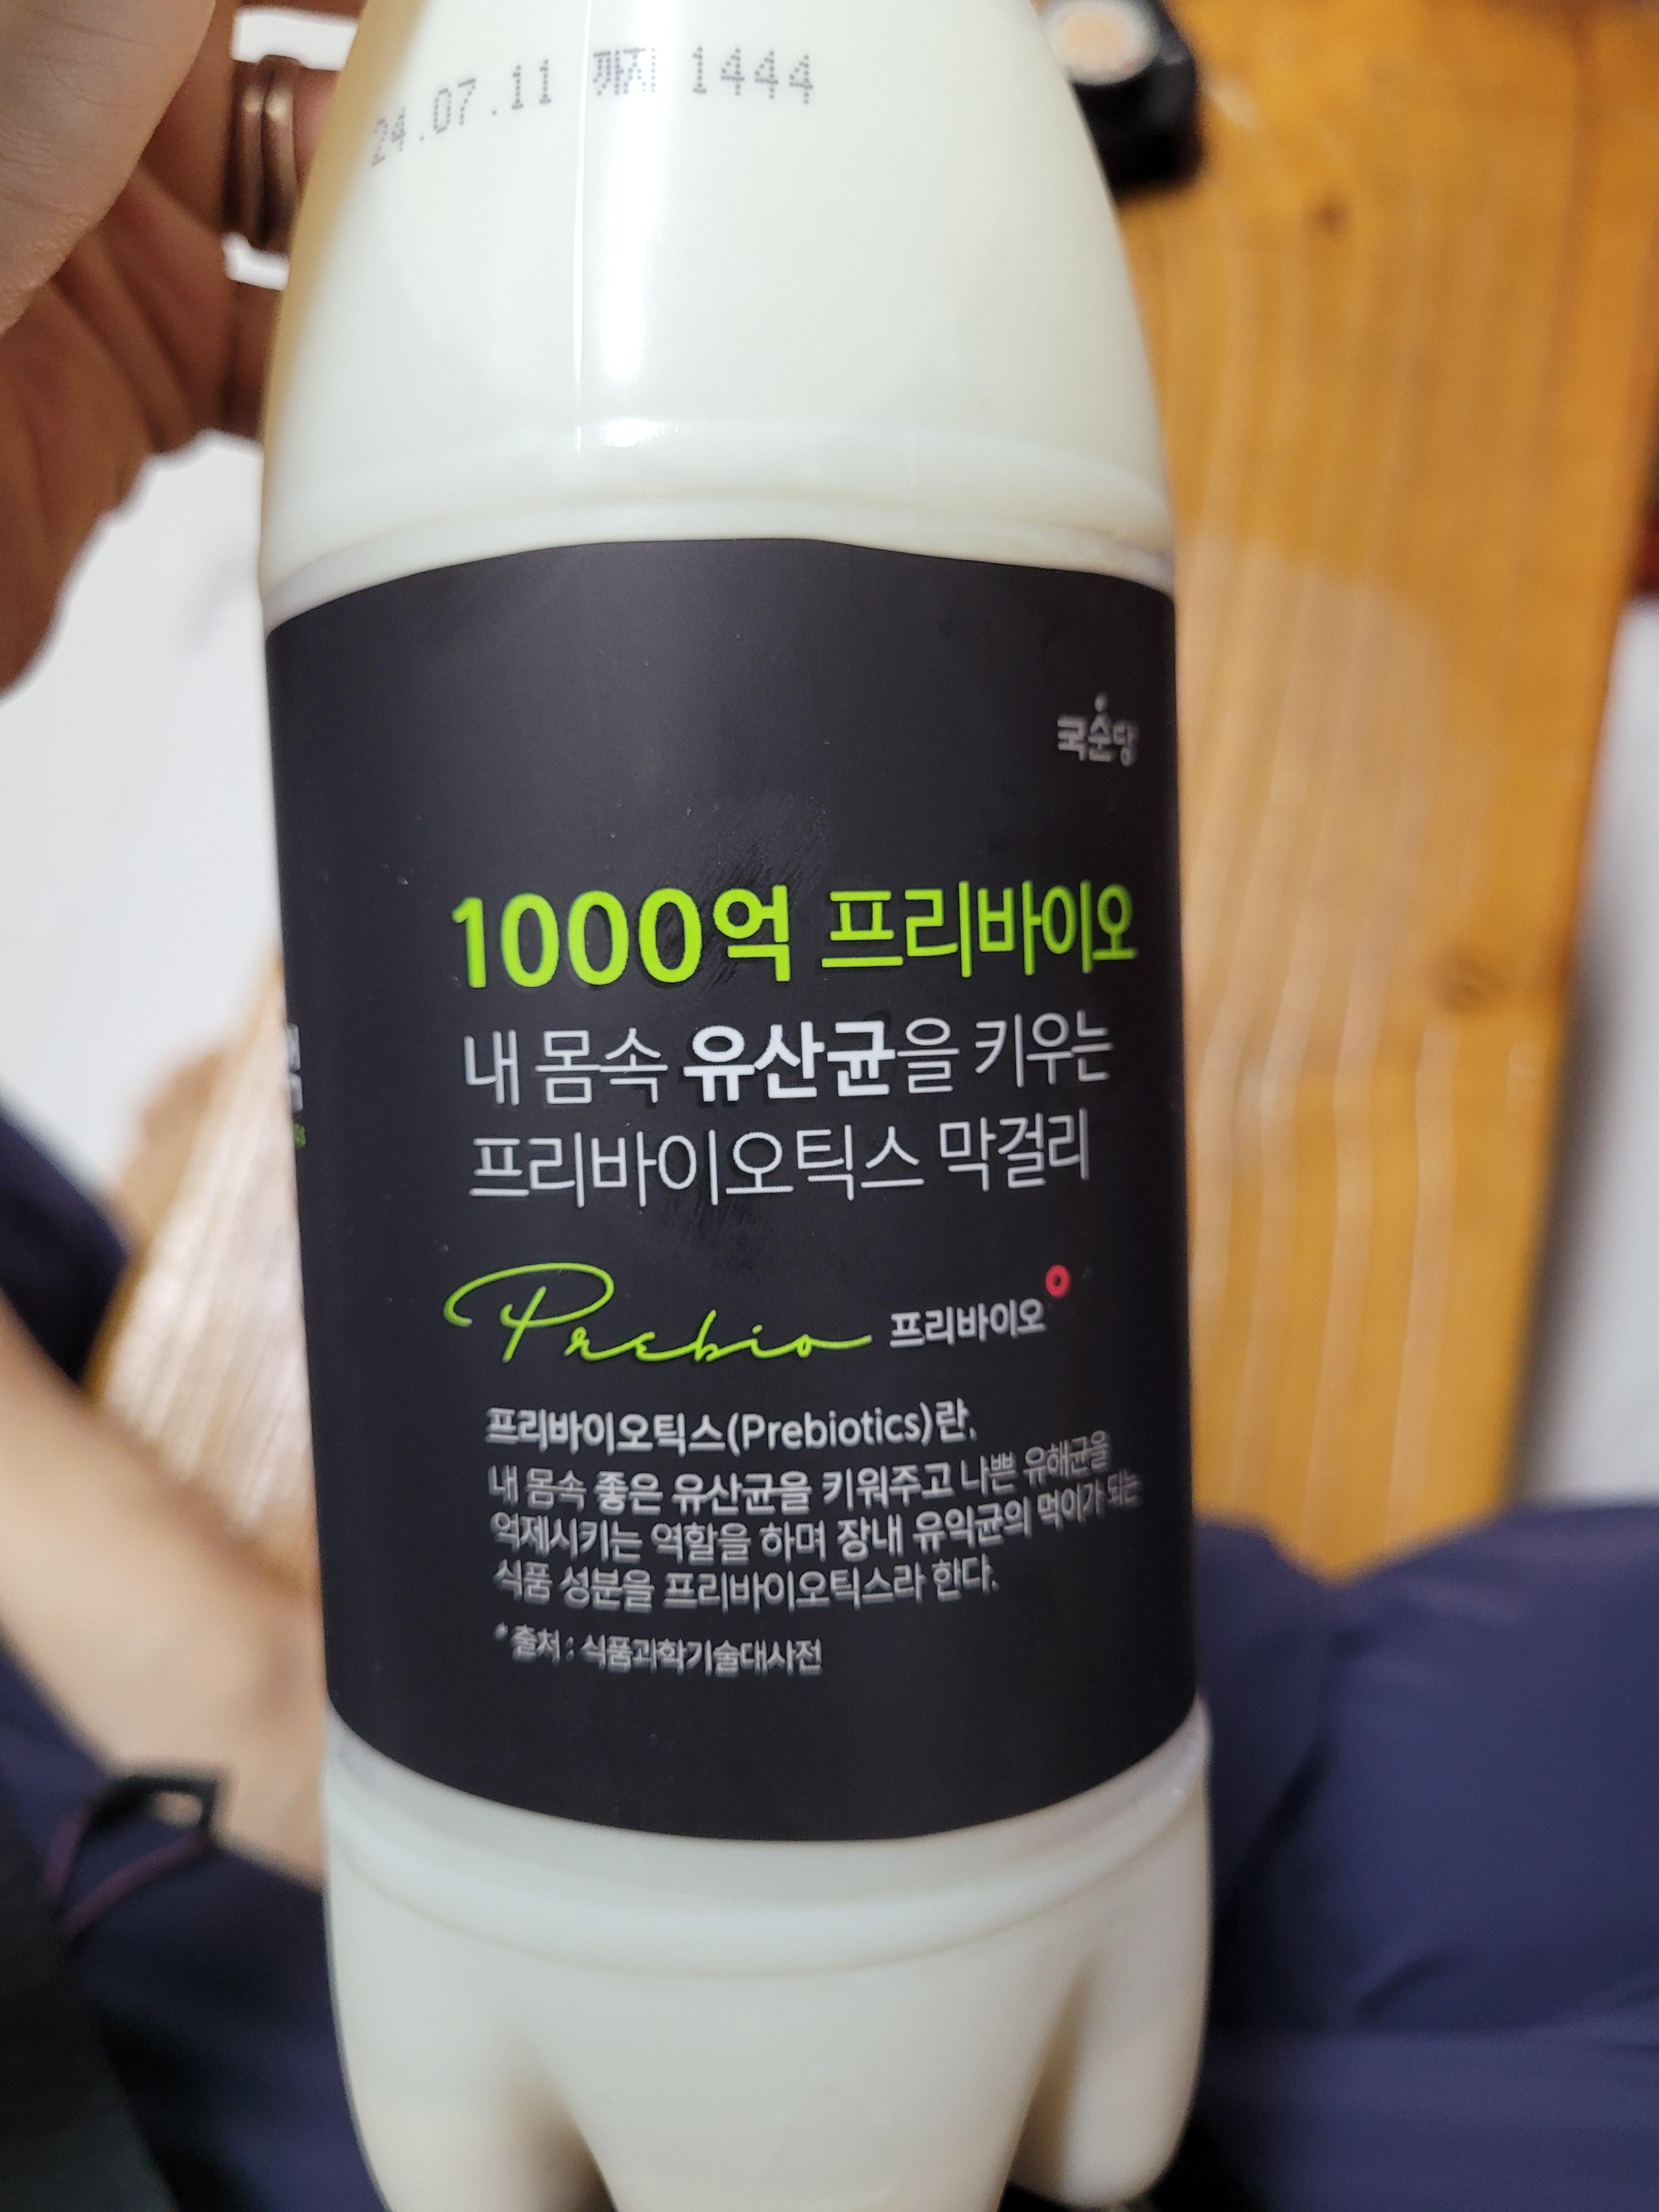 24.07.11 까지 1444
국순당
1000억 프리바이오
내 몸속 유산균을 키우는
프리바이오틱스 막걸리
Prebio 프리바이오
프리바이오틱스(Prebiotics)란,
내 몸속 좋은 유산균을 키워주고 나쁜 유해균을
억제시키는 역할을 하며 장내 유익균의 먹이가 되는
식품 성분을 프리바이오틱스라 한다.
* 출처 : 식품과학기술대사전